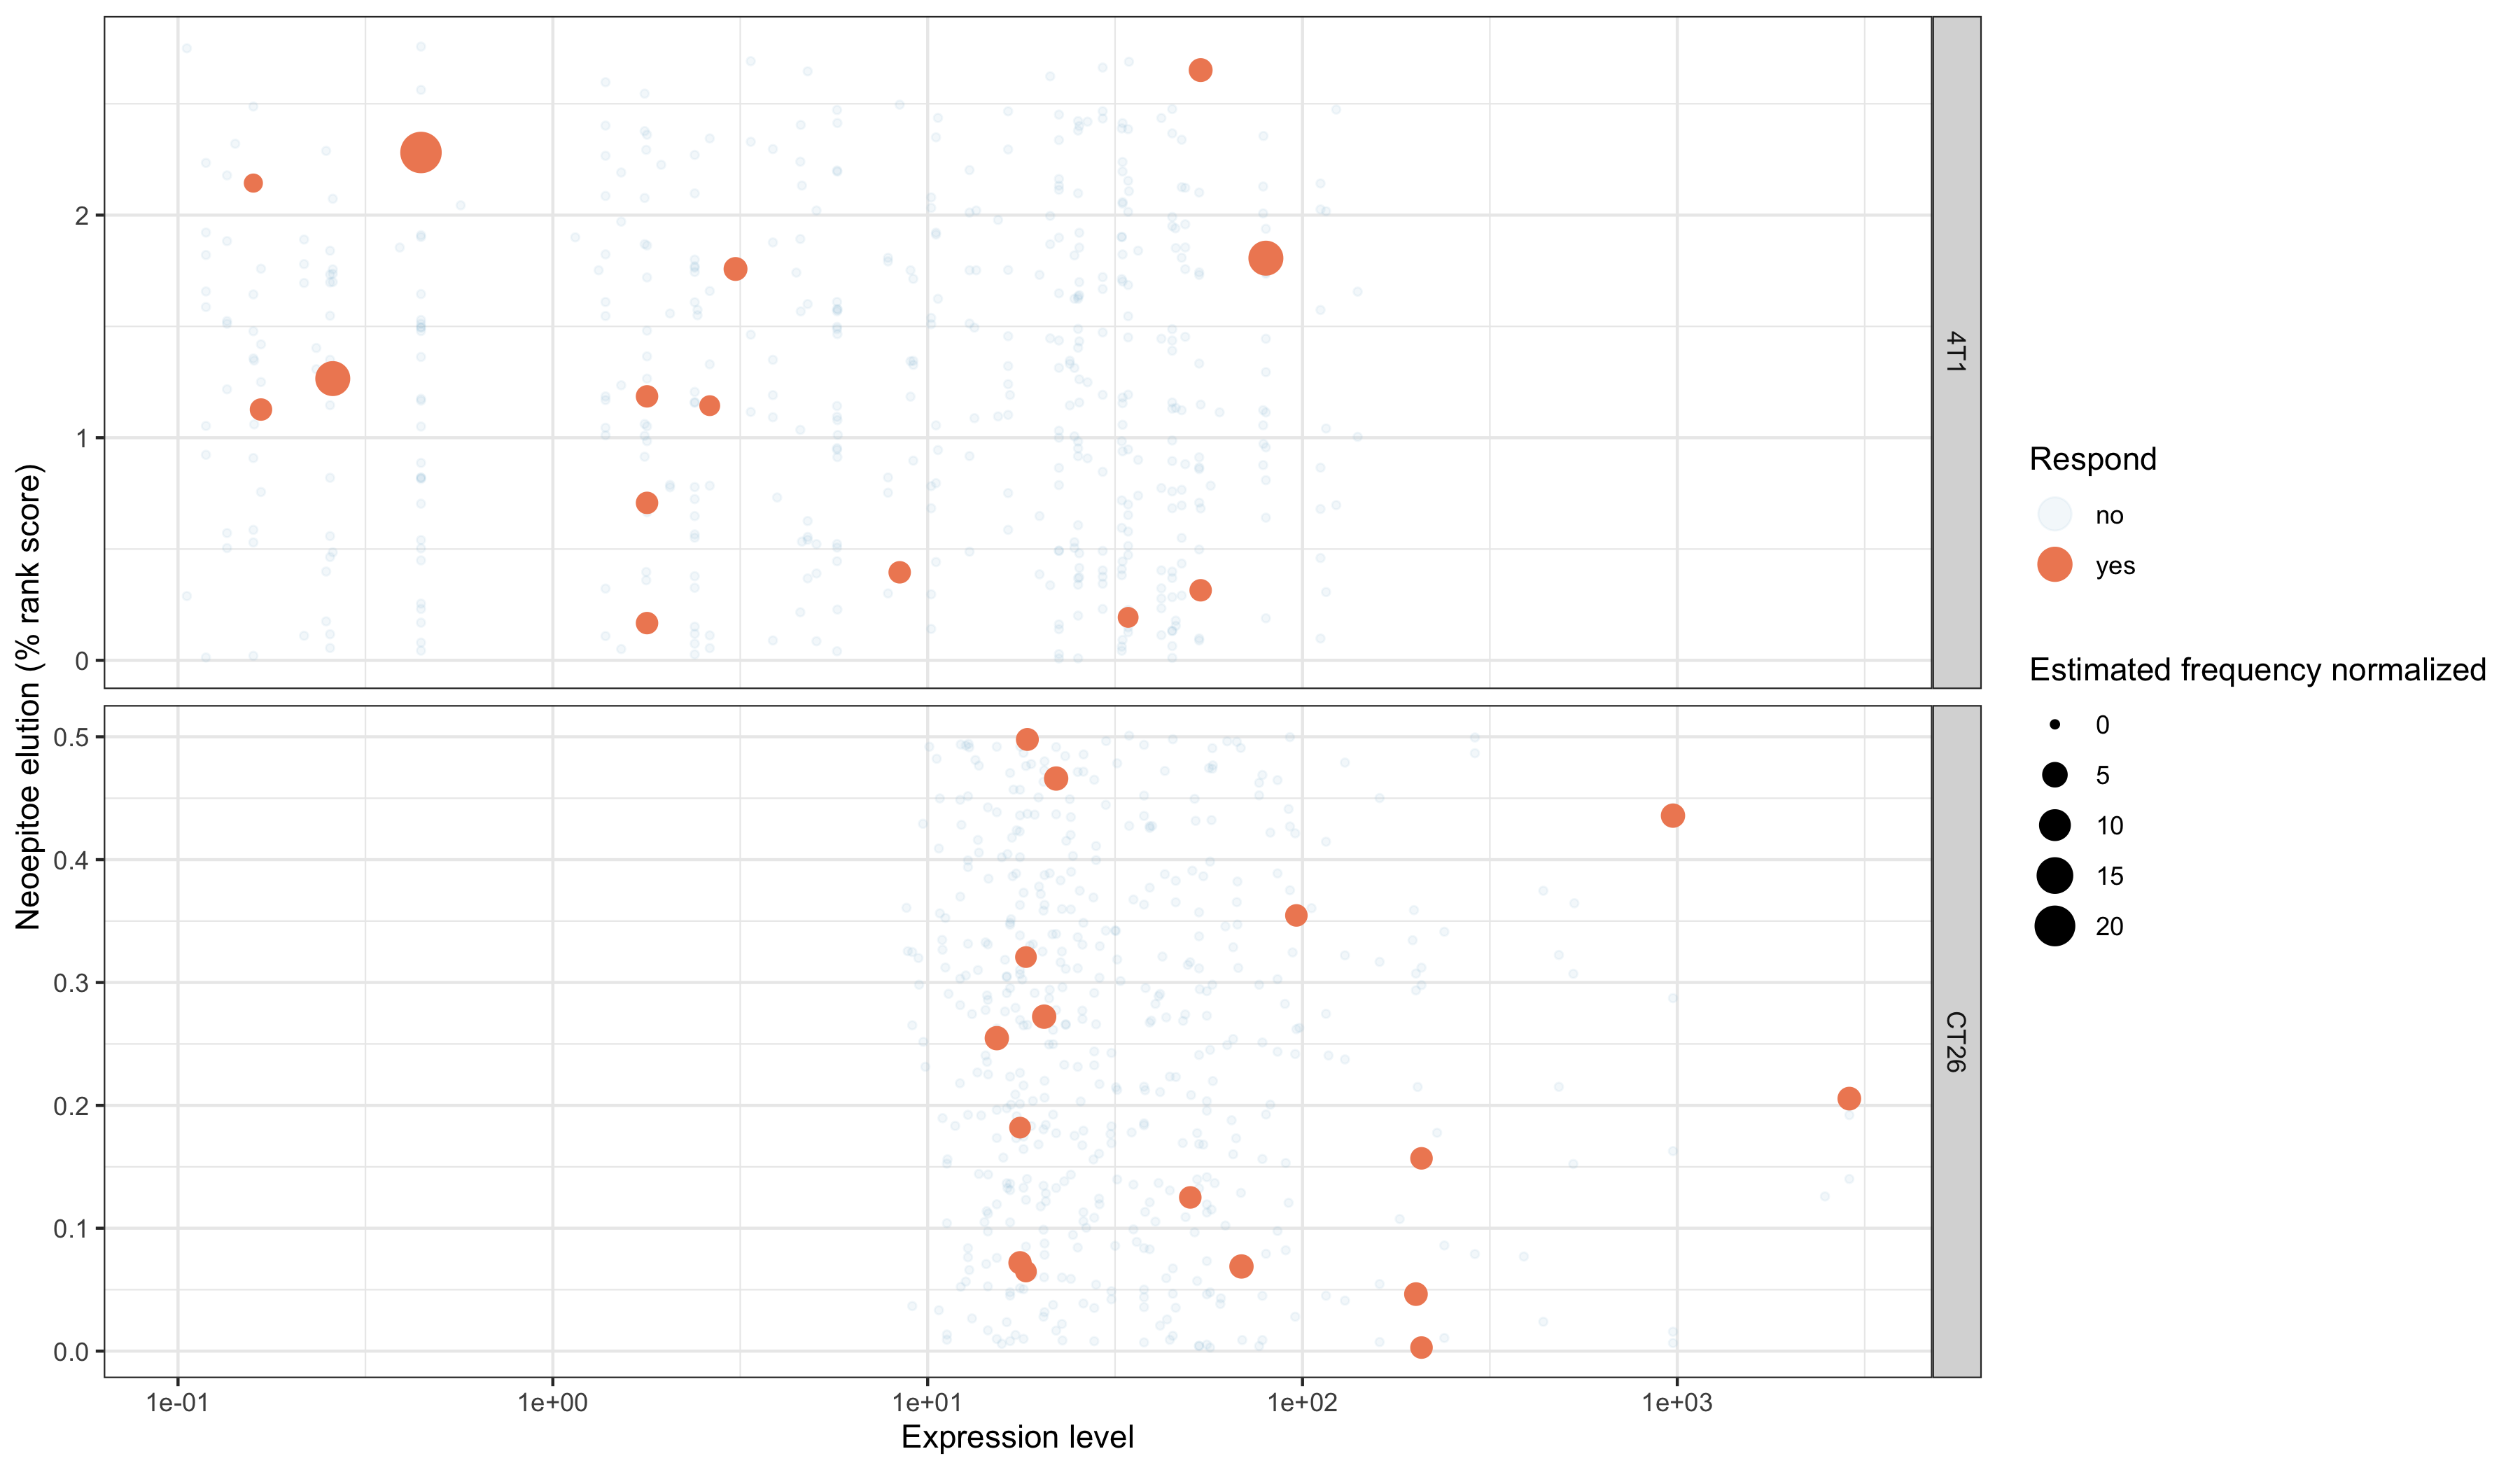 Neoepitoe elution (% rank score)
2
1
0
4T1
0.5
0.4
0.3
0.2
0.1
0.0
CT26
1e-01
1e+00
1e+01
1e+02
1e+03
Expression level
Respond
no
yes
Estimated frequency normalized
0
5
10
15
20